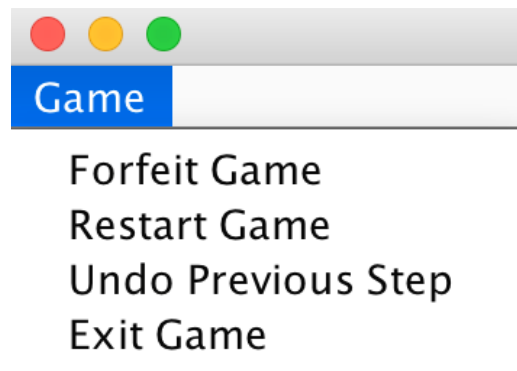 Game
Forfeit Game
Restart Game
Undo Previous Step
Exit Game